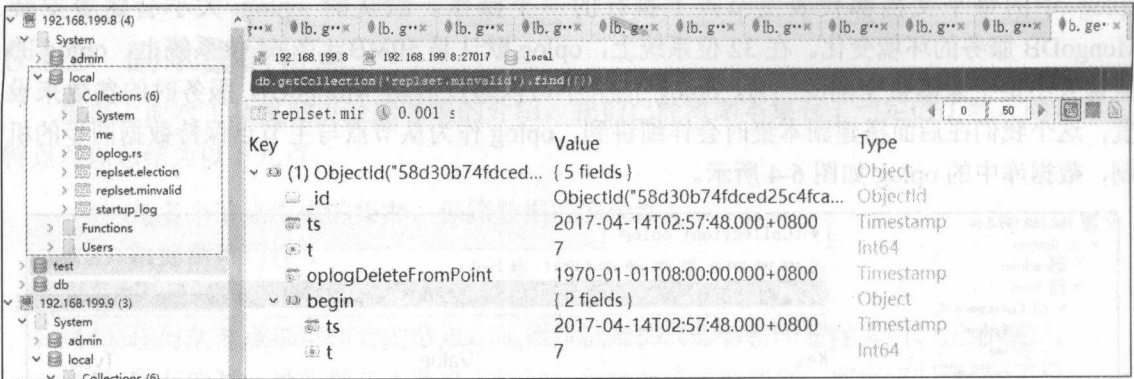 192.168.199.8 (4)
System
admin
local
Collections (6)
System
me
oplog.rs
replset.election
replset.minvalid
startup_log
Functions
Users
test
db
192.168.199.9 (3)
System
admin
local
Collections (6)
192.168.199.8 192.168.199.8:27017 local
db.getCollection('replset.minvalid').find({})
replset.mir 0.001 s
0 50
Key Value Type
(1) ObjectId("58d30b74fdced... { 5 fields } Object
_id ObjectId("58d30b74fdced25c4fca... ObjectId
ts 2017-04-14T02:57:48.000+0800 Timestamp
t 7 Int64
oplogDeleteFromPoint 1970-01-01T08:00:00.000+0800 Timestamp
begin { 2 fields } Object
ts 2017-04-14T02:57:48.000+0800 Timestamp
t 7 Int64